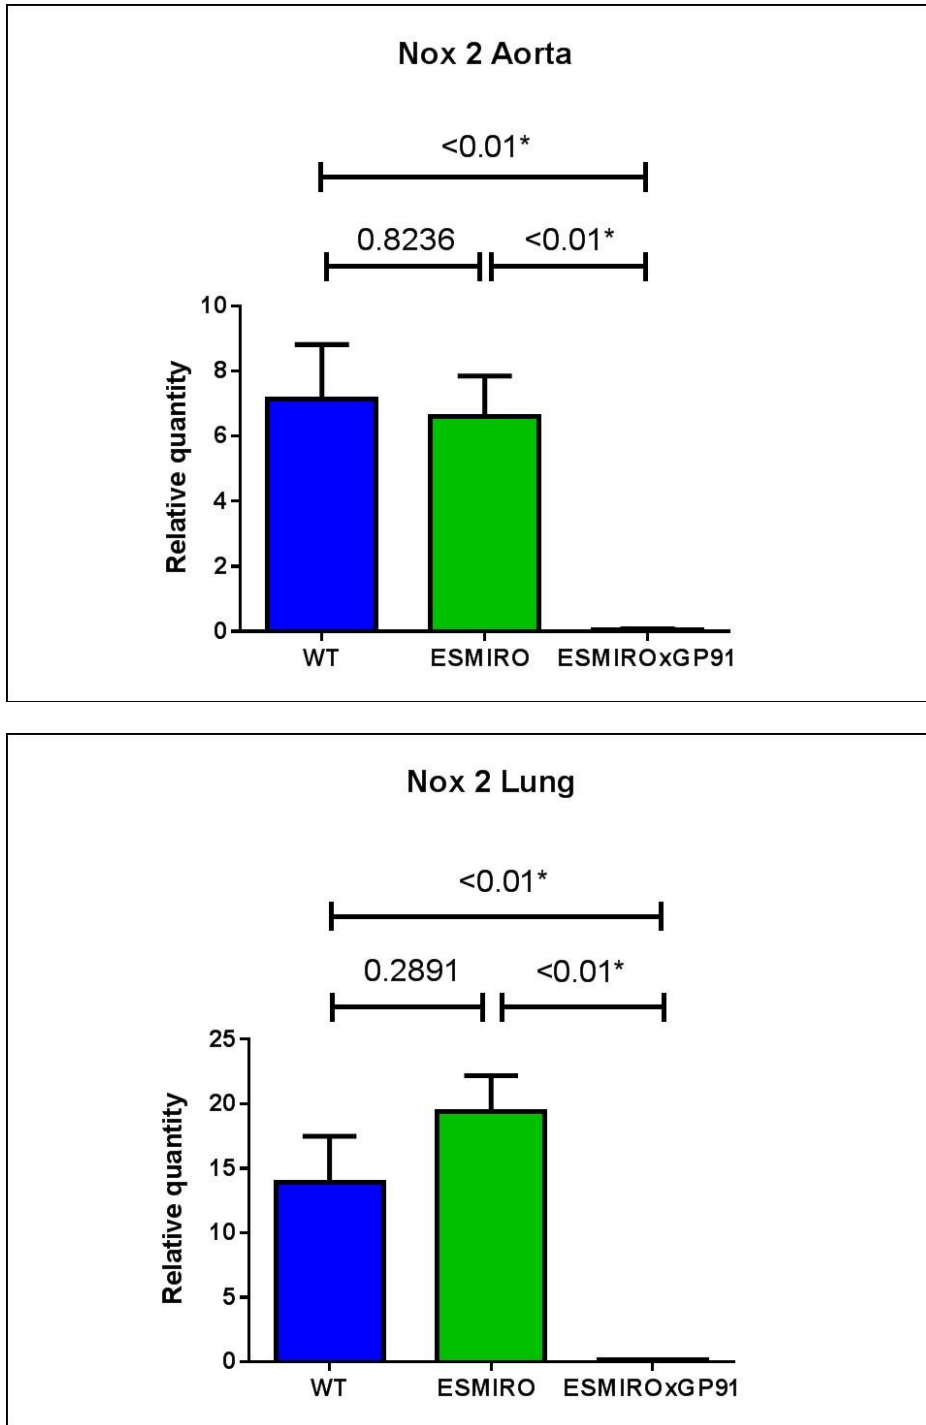 Nox 2 Aorta
<0.01*
0.8236 <0.01*
Relative quantity
10
8
6
4
2
0
WT ESMIRO ESMIROxGP91
Nox 2 Lung
<0.01*
0.2891 <0.01*
Relative quantity
25
20
15
10
5
0
WT ESMIRO ESMIROxGP91